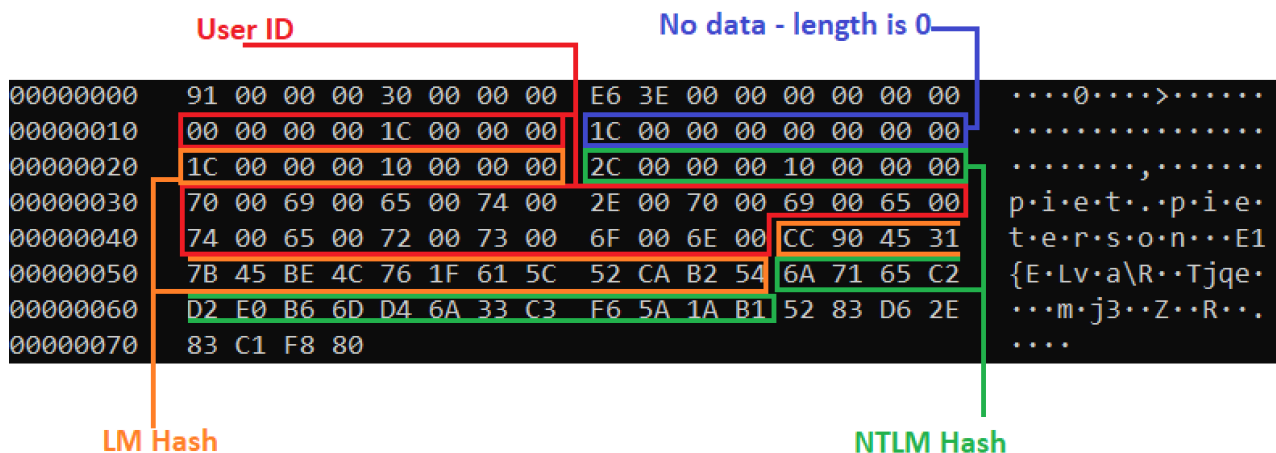 User ID
No data - length is 0
00000000 91 00 00 00 30 00 00 00 E6 3E 00 00 00 00 00 00 ····0····>······
00000010 00 00 00 00 1C 00 00 00 1C 00 00 00 00 00 00 00 ················
00000020 1C 00 00 00 10 00 00 00 2C 00 00 00 10 00 00 00 ········,·······
00000030 70 00 69 00 65 00 74 00 2E 00 70 00 69 00 65 00 p·i·e·t·.·p·i·e·
00000040 74 00 65 00 72 00 73 00 6F 00 6E 00 CC 90 45 31 t·e·r·s·o·n···E1
00000050 7B 45 BE 4C 76 1F 61 5C 52 CA B2 54 6A 71 65 C2 {E·Lv·a\R··Tjqe·
00000060 D2 E0 B6 6D D4 6A 33 C3 F6 5A 1A B1 52 83 D6 2E ···m·j3··Z··R··.
00000070 83 C1 F8 80 ····
LM Hash
NTLM Hash